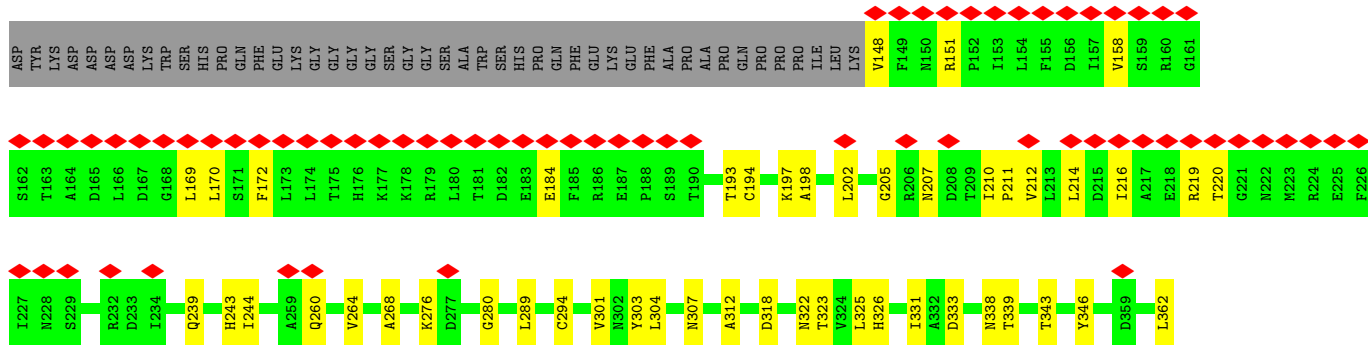 ASP TYR LYS ASP ASP ASP ASP LYS TRP SER HIS PRO GLN PHE GLU LYS GLY GLY GLY GLY SER GLY GLY SER ALA TRP SER HIS PRO GLN PHE GLU LYS GLU PHE ALA PRO ALA PRO GLN PRO PRO PRO ILE LEU LYS V148 F149 N150 R151 P152 I153 L154 F155 D156 I157 V158 S159 R160 G161
S162 T163 A164 D165 L166 D167 G168 L169 L170 S171 F172 L173 L174 T175 H176 K177 K178 R179 L180 T181 D182 E183 E184 F185 R186 E187 P188 S189 T190 T193 C194 K197 A198 L202 G205 R206 N207 D208 T209 I210 P211 V212 L213 L214 D215 I216 A217 E218 R219 T220 G221 N222 M223 R224 E225 F226
I227 N228 S229 R232 D233 I234 Q239 H243 I244 A259 Q260 V264 A268 K276 D277 G280 L289 C294 V301 N302 Y303 L304 N307 A312 D318 N322 T323 V324 L325 H326 I331 A332 D333 N338 T339 T343 Y346 D359 L362